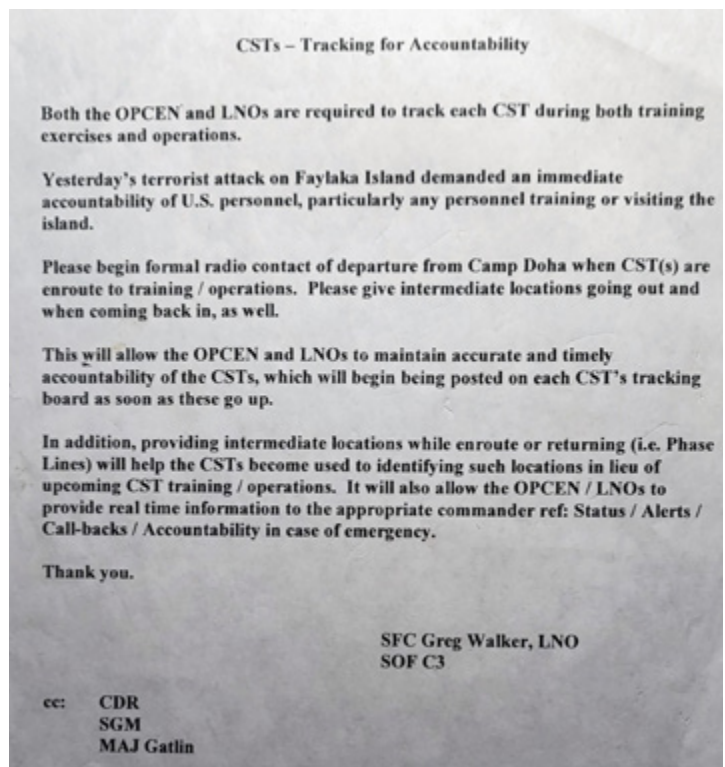 CSTs – Tracking for Accountability
Both the OPCEN and LNOs are required to track each CST during both training
exercises and operations.
Yesterday's terrorist attack on Faylaka Island demanded an immediate
accountability of U.S. personnel, particularly any personnel training or visiting the
island.
Please begin formal radio contact of departure from Camp Doha when CST(s) are
enroute to training / operations. Please give intermediate locations going out and
when coming back in, as well.
This will allow the OPCEN and LNOs to maintain accurate and timely
accountability of the CSTs, which will begin being posted on each CST's tracking
board as soon as these go up.
In addition, providing intermediate locations while enroute or returning (i.e. Phase
Lines) will help the CSTs become used to identifying such locations in lieu of
upcoming CST training / operations. It will also allow the OPCEN / LNOs to
provide real time information to the appropriate commander ref: Status / Alerts /
Call-backs / Accountability in case of emergency.
Thank you.
SFC Greg Walker, LNO
SOF C3
cc: CDR
SGM
MAJ Gatlin